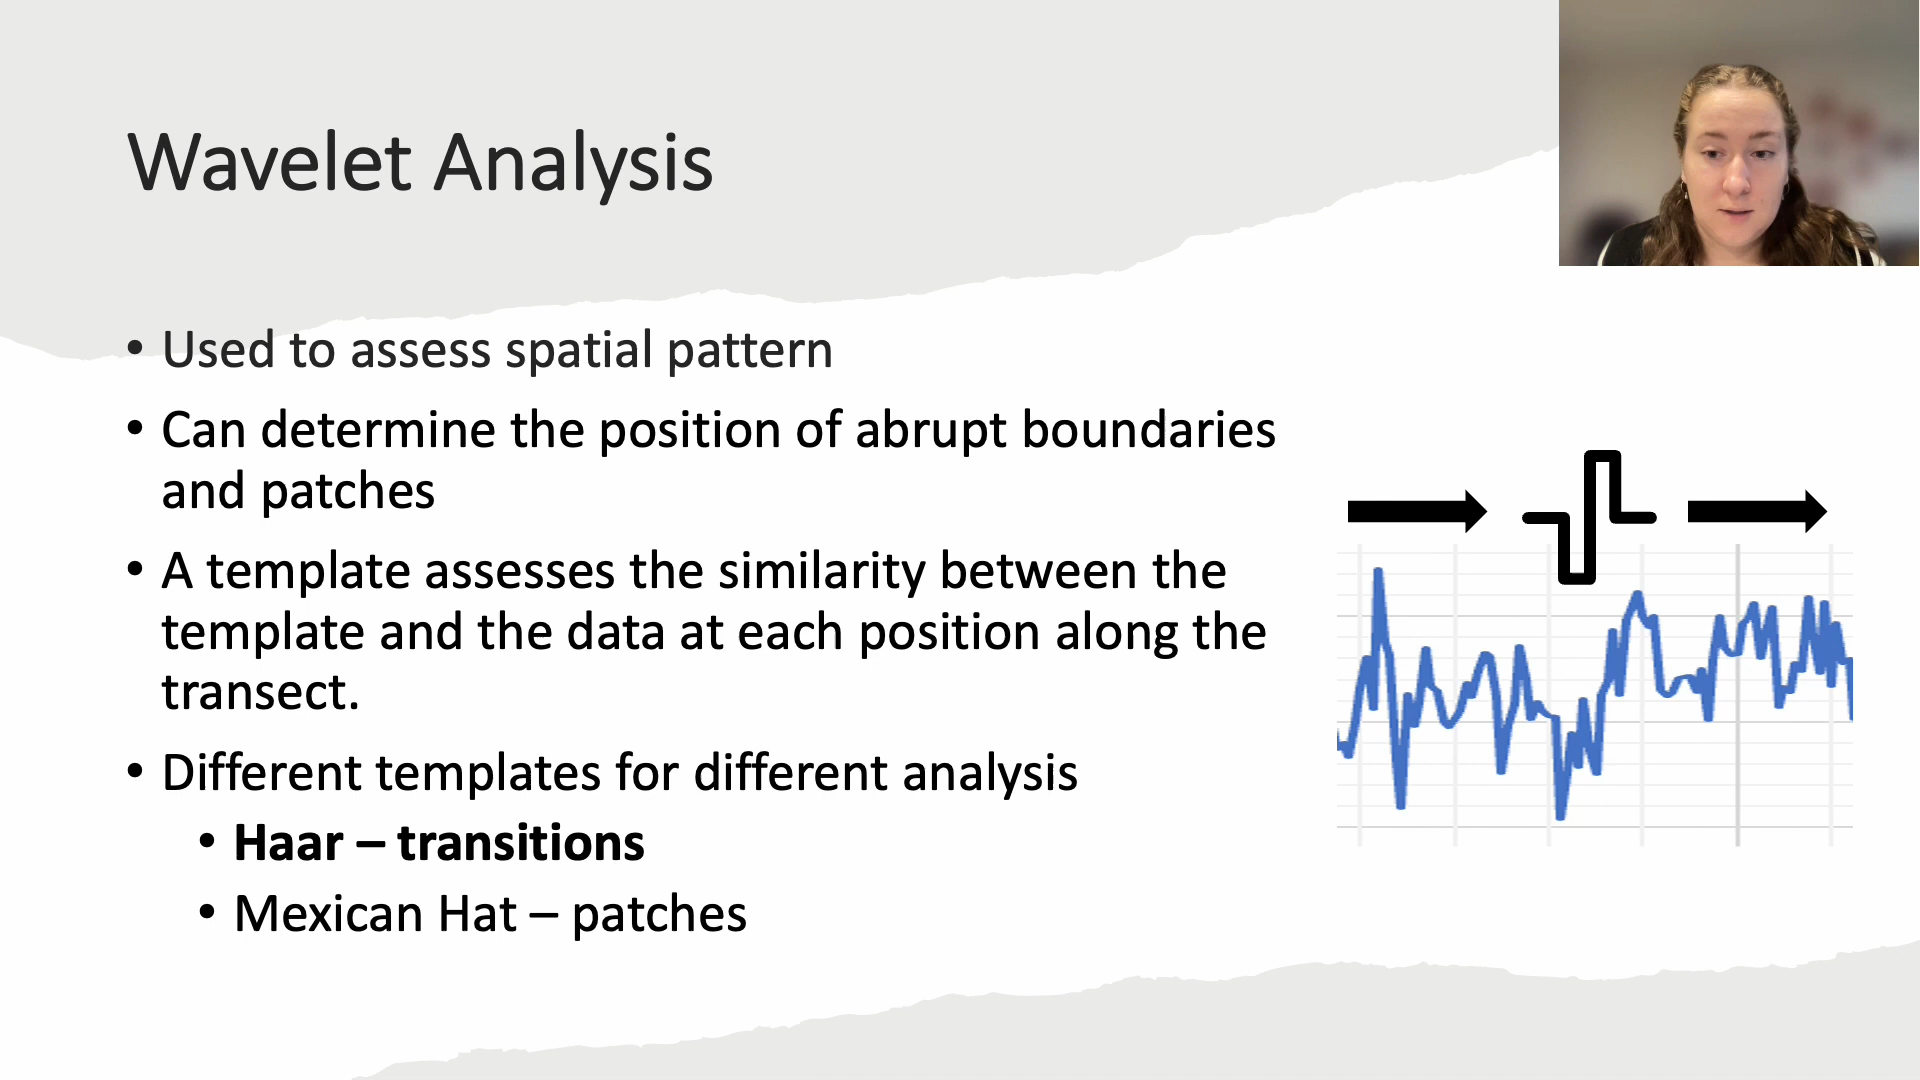 Wavelet Analysis
• Used to assess spatial pattern
• Can determine the position of abrupt boundaries
and patches
• A template assesses the similarity between the
template and the data at each position along the
transect.
• Different templates for different analysis
• Haar – transitions
• Mexican Hat – patches